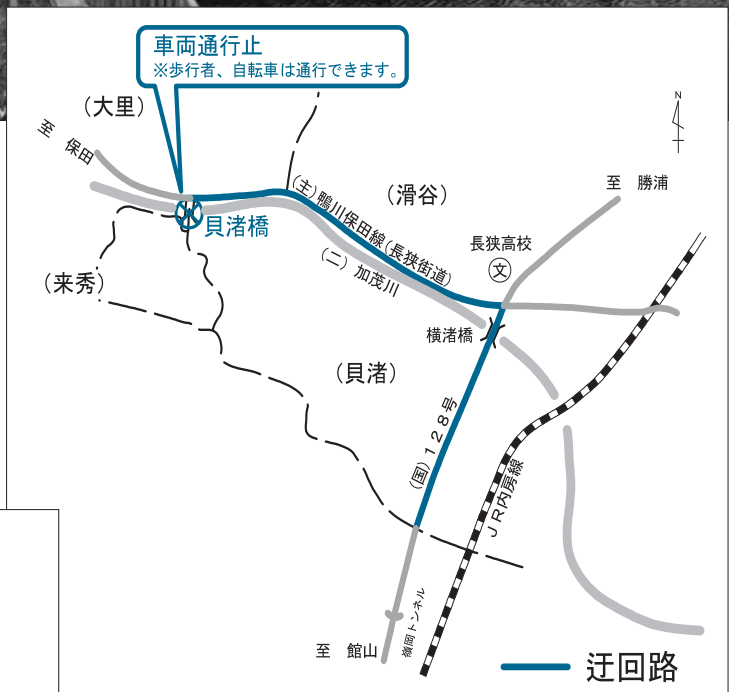 車両通行止
※歩行者、自転車は通行できます。
(大里)
至 保田
N
(滑谷)
至 勝浦
(主)鴨川保田線(長狭街道)
貝渚橋
長狭高校
文
(二)加茂川
(来秀)
横渚橋
(貝渚)
(国)128号
JR内房線
嶺岡トンネル
至 館山
迂回路